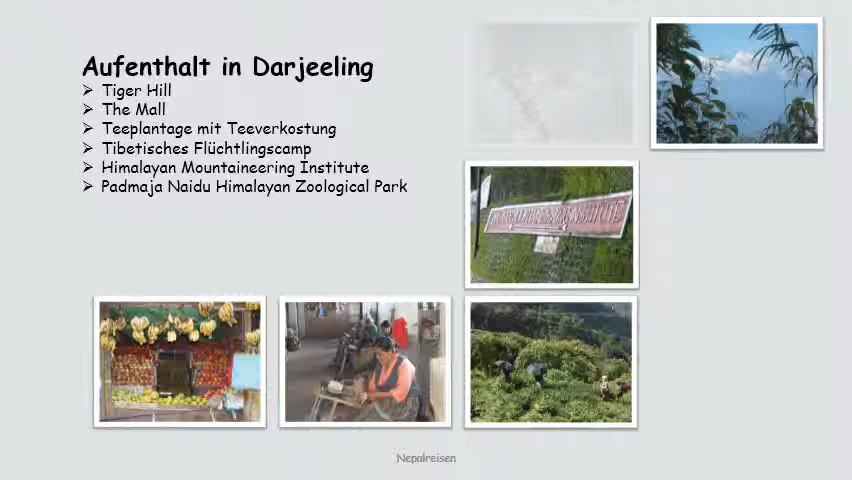 Aufenthalt in Darjeeling
Tiger Hill
The Mall
Teeplantage mit Teeverkostung
Tibetisches Flüchtlingscamp
Himalayan Mountaineering Institute
Padmaja Naidu Himalayan Zoological Park
Nepalreisen